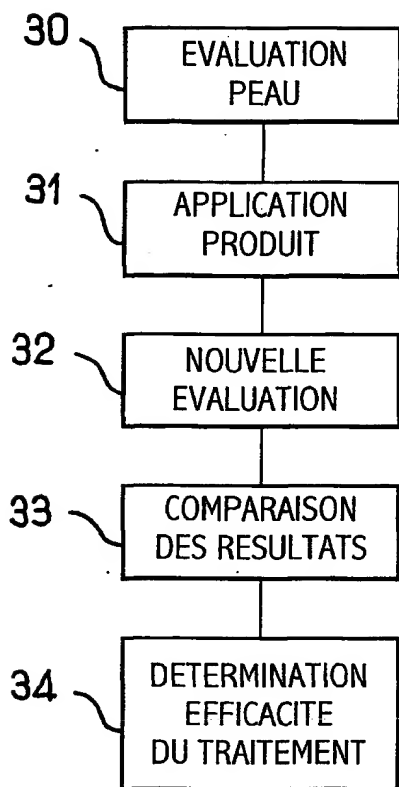 30
EVALUATION
PEAU
31
APPLICATION
PRODUIT
32
NOUVELLE
EVALUATION
33
COMPARAISON
DES RESULTATS
34
DETERMINATION
EFFICACITE
DU TRAITEMENT